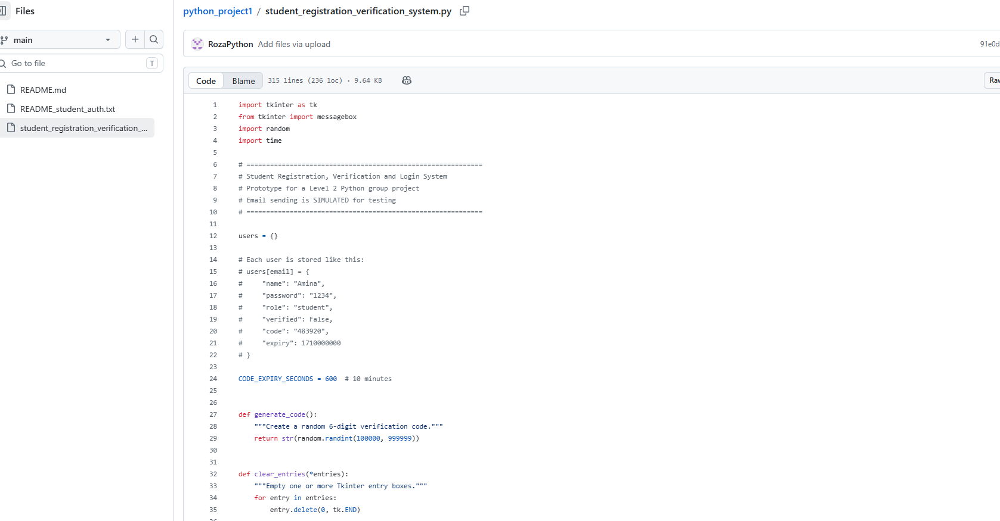 Files
python_project1 / student_registration_verification_system.py
main
RozaPython Add files via upload
91e0d
Go to file T
Code Blame 315 lines (236 loc) · 9.64 KB
Raw
README.md
README_student_auth.txt
student_registration_verification_...
1 import tkinter as tk
2 from tkinter import messagebox
3 import random
4 import time
5
6 # ============================================================
7 # Student Registration, Verification and Login System
8 # Prototype for a Level 2 Python group project
9 # Email sending is SIMULATED for testing
10 # ============================================================
11
12 users = {}
13
14 # Each user is stored like this:
15 # users[email] = {
16 #     "name": "Amina",
17 #     "password": "1234",
18 #     "role": "student",
19 #     "verified": False,
20 #     "code": "483920",
21 #     "expiry": 1710000000
22 # }
23
24 CODE_EXPIRY_SECONDS = 600  # 10 minutes
25
26
27 def generate_code():
28     """Create a random 6-digit verification code."""
29     return str(random.randint(100000, 999999))
30
31
32 def clear_entries(*entries):
33     """Empty one or more Tkinter entry boxes."""
34     for entry in entries:
35         entry.delete(0, tk.END)